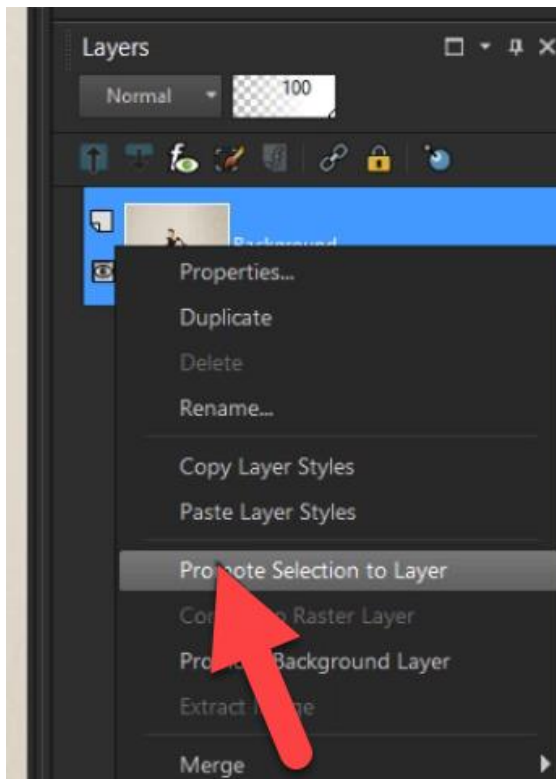 Layers
Normal
100
Background
Properties...
Duplicate
Delete
Rename...
Copy Layer Styles
Paste Layer Styles
Promote Selection to Layer
Raster Layer
Background Layer
Extract
Merge